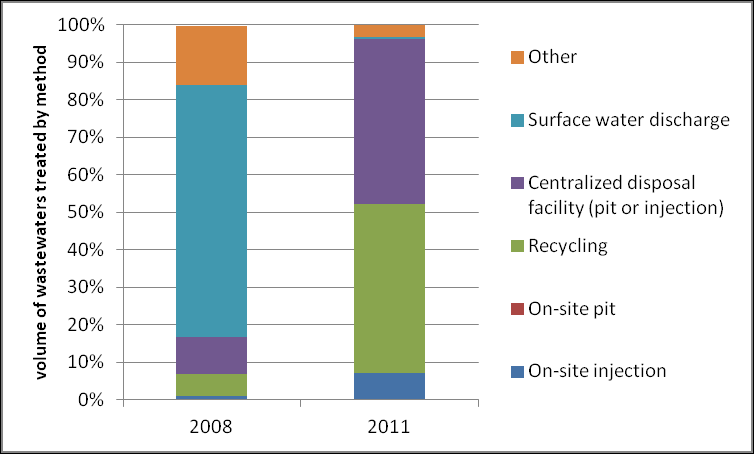 volume of wastewaters treated by method
100%
90%
80%
70%
60%
50%
40%
30%
20%
10%
0%
2008
2011
Other
Surface water discharge
Centralized disposal
facility (pit or injection)
Recycling
On-site pit
On-site injection